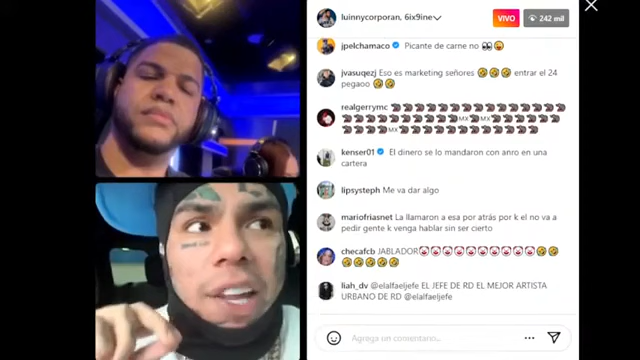 luinnycorporan, 6ix9ine
VIVO
242 mil
jpelchamaco Picante de carne no 👀😝
jvasuqezj Eso es marketing señores 🤣🤣🤣 entrar el 24
pegaoo 🤣🤣
realgerrymc
MX MX
MX
kenser01 El dinero se lo mandaron con anro en una
cartera
lipsysteph Me va dar algo
mariofriasnet La llamaron a esa por atrás por k el no va a
pedir gente k venga hablar sin ser cierto
checafcb JABLADOR🤡🤡🤡🤡🤡🤡🤡🤡🤡🤡🤣🤣
🤣🤣🤣🤣🤣
liah_dv @elalfaeljefe EL JEFE DE RD EL MEJOR ARTISTA
URBANO DE RD @elalfaeljefe
Agrega un comentario...